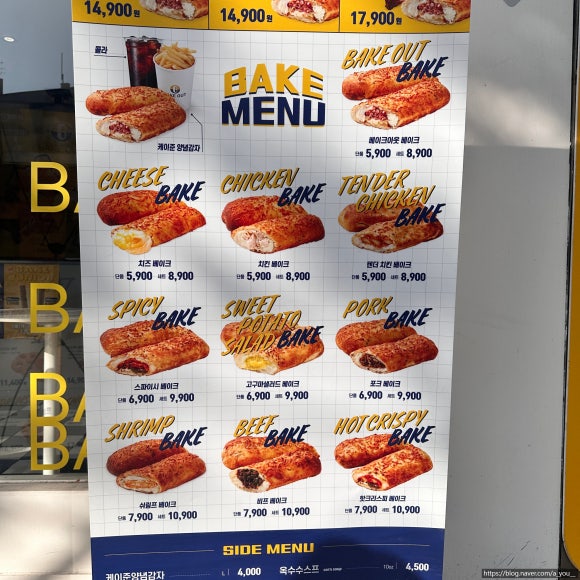 14,900원
14,900원
17,900원
콜라
케이준 양념감자
BAKE
MENU
BAKE OUT
BAKE
베이크아웃 베이크
단품 5,900 세트 8,900
CHEESE
BAKE
치즈 베이크
단품 5,900 세트 8,900
CHICKEN
BAKE
치킨 베이크
단품 5,900 세트 8,900
TENDER
CHICKEN
BAKE
텐더 치킨 베이크
단품 5,900 세트 8,900
SPICY
BAKE
스파이시 베이크
단품 6,900 세트 9,900
SWEET
POTATO
SALAD BAKE
고구마샐러드 베이크
단품 6,900 세트 9,900
PORK
BAKE
포크 베이크
단품 6,900 세트 9,900
SHRIMP
BAKE
쉬림프 베이크
단품 7,900 세트 10,900
BEEF
BAKE
비프 베이크
단품 7,900 세트 10,900
HOT CRISPY
BAKE
핫크리스피 베이크
단품 7,900 세트 10,900
SIDE MENU
케이준양념감자 L 4,000
옥수수스프 10oz 4,500
BA
BA
BA
BA
https://blog.naver.com/a_you_